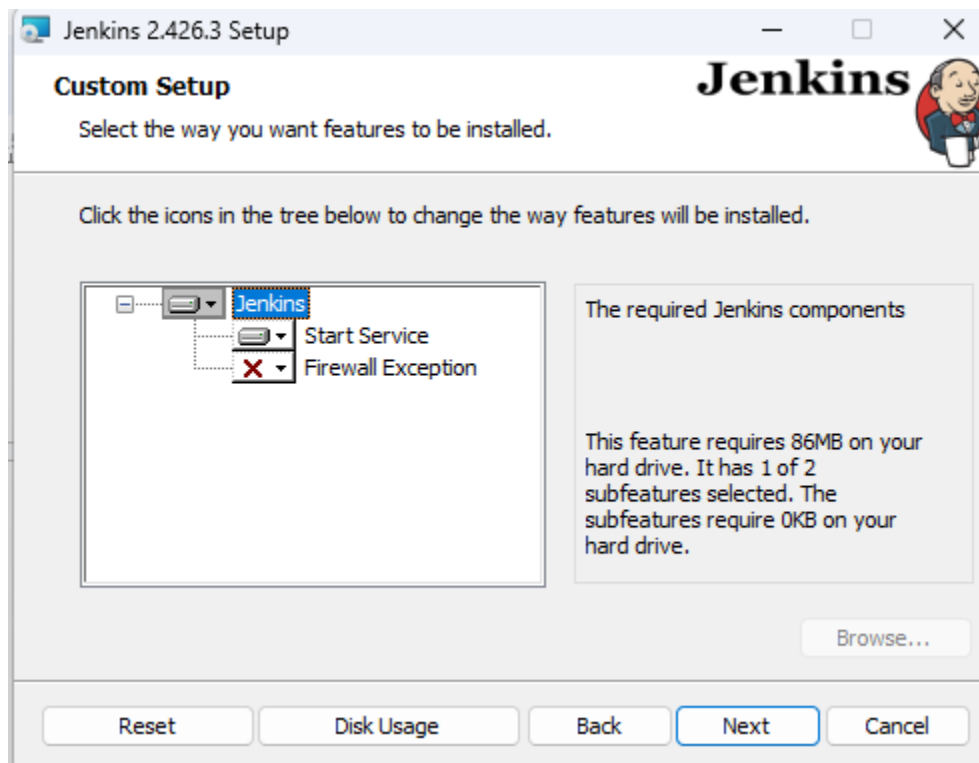 Jenkins 2.426.3 Setup
Custom Setup
Jenkins
Select the way you want features to be installed.
Click the icons in the tree below to change the way features will be installed.
Jenkins
Start Service
Firewall Exception
The required Jenkins components
This feature requires 86MB on your
hard drive. It has 1 of 2
subfeatures selected. The
subfeatures require 0KB on your
hard drive.
Browse...
Reset
Disk Usage
Back
Next
Cancel